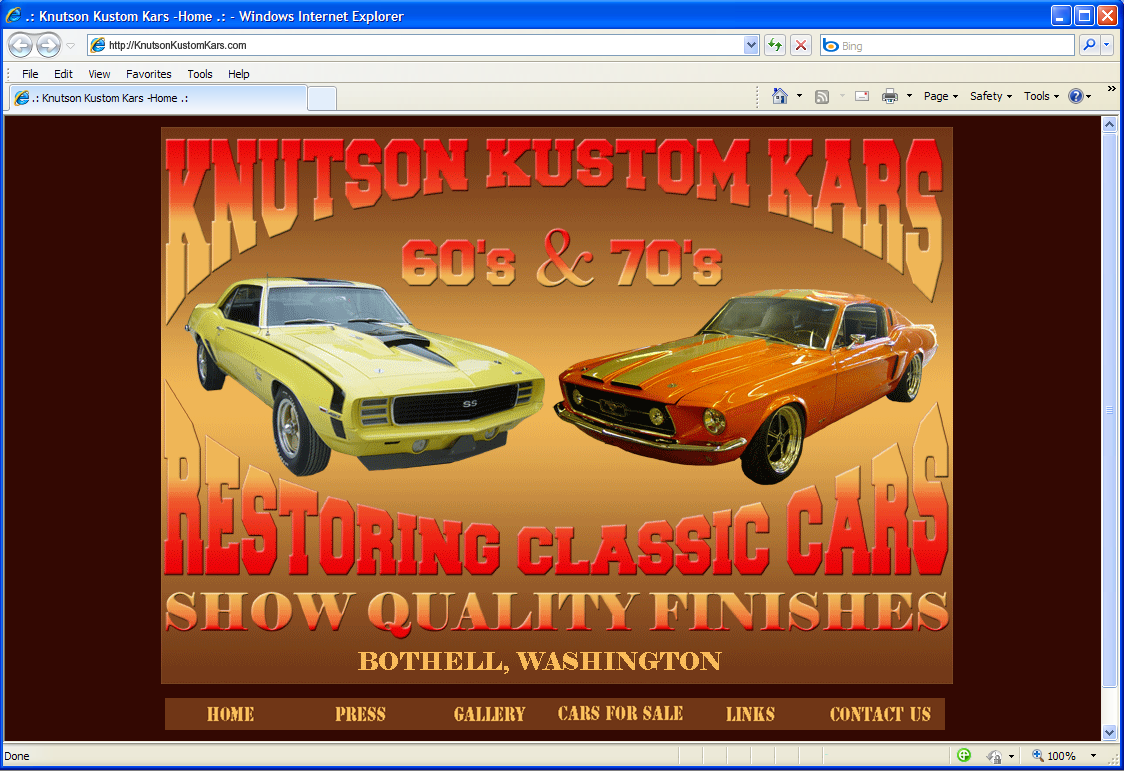 .: Knutson Kustom Kars -Home .: - Windows Internet Explorer
http://KnutsonKustomKars.com
Bing
File Edit View Favorites Tools Help
.: Knutson Kustom Kars -Home .:
Page Safety Tools
KNUTSON KUSTOM KARS
60's & 70's
SS
RESTORING CLASSIC CARS
SHOW QUALITY FINISHES
BOTHELL, WASHINGTON
HOME PRESS GALLERY CARS FOR SALE LINKS CONTACT US
Done
100%